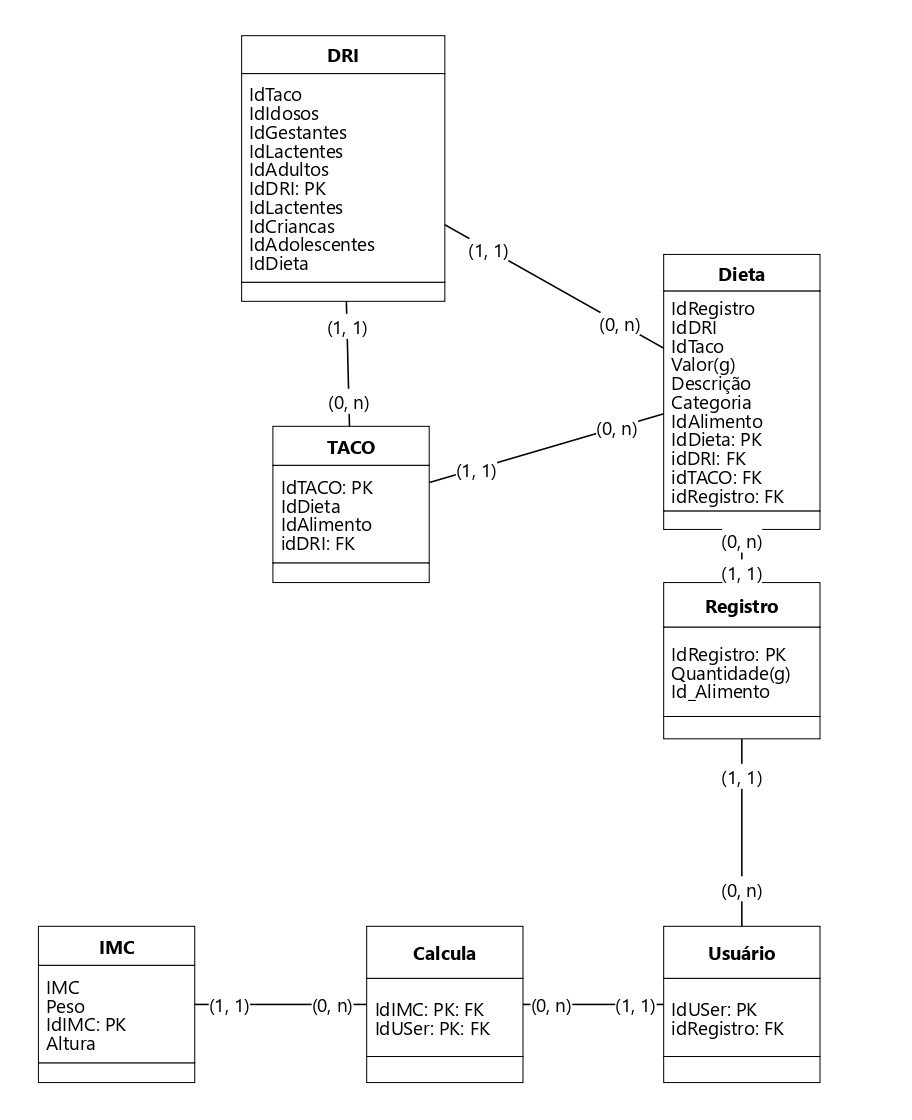 DRI
IdTaco
IdIdosos
IdGestantes
IdLactentes
IdAdultos
IdDRI: PK
IdLactentes
IdCriancas
IdAdolescentes
IdDieta
(1, 1)
(0, n)
(1, 1)
(0, n)
Dieta
IdRegistro
IdDRI
IdTaco
Valor(g)
Descrição
Categoria
IdAlimento
IdDieta: PK
idDRI: FK
idTACO: FK
idRegistro: FK
TACO
IdTACO: PK
IdDieta
IdAlimento
idDRI: FK
(1, 1)
(0, n)
(0, n)
(1, 1)
Registro
IdRegistro: PK
Quantidade(g)
Id_Alimento
(1, 1)
(0, n)
IMC
IMC
Peso
IdIMC: PK
Altura
(1, 1)
(0, n)
Calcula
IdIMC: PK: FK
IdUSer: PK: FK
(0, n)
(1, 1)
Usuário
IdUSer: PK
idRegistro: FK